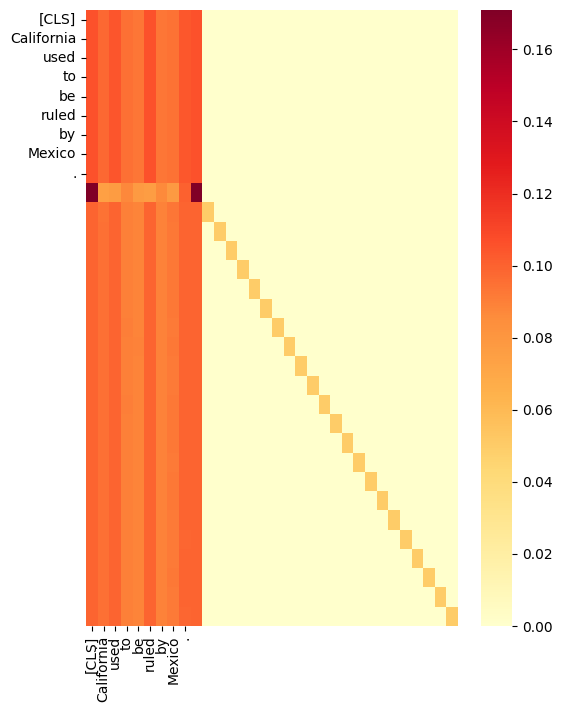 [CLS]
California
used
to
be
ruled
by
Mexico
.
0.16
0.14
0.12
0.10
0.08
0.06
0.04
0.02
0.00
[CLS]
California
used
to
be
ruled
by
Mexico
.